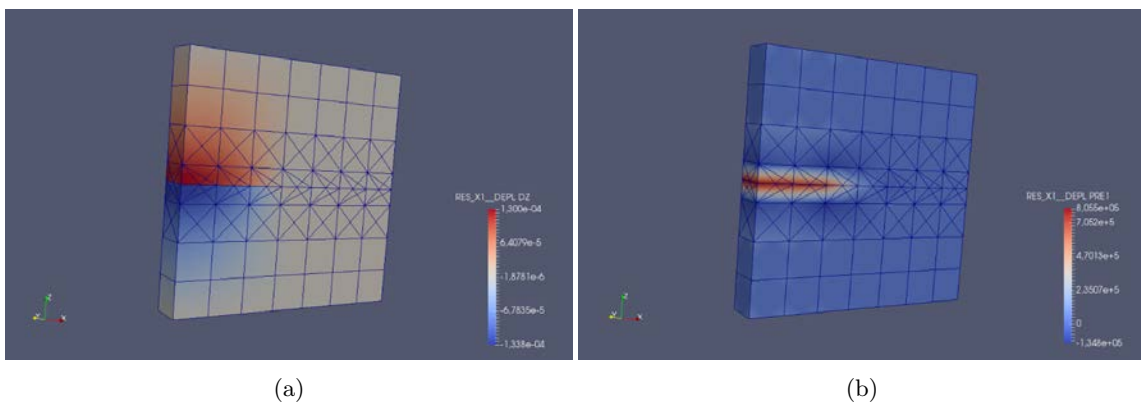 RES_X1__DEPL DZ
1,300e-04
6,4079e-5
-1,8781e-6
-6,7835e-5
-1,338e-04
Z
Y
X
RES_X1__DEPL PRE1
8,055e+05
7,052e+5
4,7013e+5
2,3507e+5
0
-1,348e+05
Z
Y
X
(a)
(b)